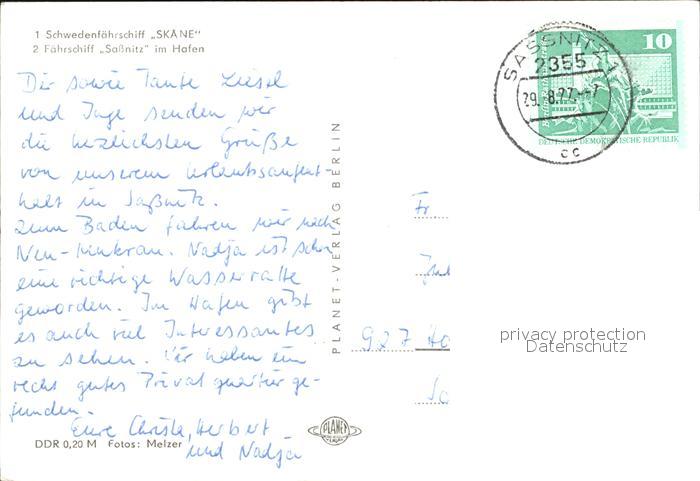 1 Schwedenfährschiff „SKÅNE"
2 Fährschiff „Saßnitz" im Hafen
Dir sowie Tante Liesel
und Inge senden wir
die herzlichsten Grüße
von unserem Urlaubsaufent-
halt in Saßnitz.
Zum Baden fahren wir nach
Neu-Mukran. Nadja ist schon
eine richtige Wasserratte
geworden. Im Hafen gibt
es auch viel Interessantes
zu sehen. Wir haben ein
recht gutes Privatquartier ge-
funden.
Eure Christa, Herbert
und Nadja
DDR 0,20 M Fotos: Melzer
PLANET-VERLAG BERLIN
PLANET
SASSNITZ 1
2355
29.-8.77.-7
cc
10
DEUTSCHE DEMOKRATISCHE REPUBLIK
Fr.
927 Ho
privacy protection
Datenschutz